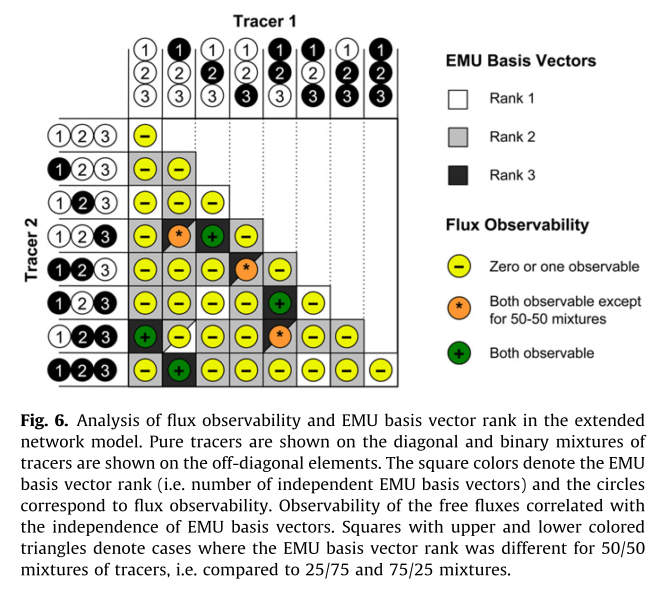 Tracer 1
1 1 1 1 1 1 1 1
2 2 2 2 2 2 2 2
3 3 3 3 3 3 3 3
Tracer 2
1 2 3 −
1 2 3 − −
1 2 3 − − −
1 2 3 − * + −
1 2 3 − − − * −
1 2 3 − − − − + −
1 2 3 + − − − * − −
1 2 3 − + − − − − − −
EMU Basis Vectors
Rank 1
Rank 2
Rank 3
Flux Observability
− Zero or one observable
* Both observable except
for 50-50 mixtures
+ Both observable
Fig. 6. Analysis of flux observability and EMU basis vector rank in the extended
network model. Pure tracers are shown on the diagonal and binary mixtures of
tracers are shown on the off-diagonal elements. The square colors denote the EMU
basis vector rank (i.e. number of independent EMU basis vectors) and the circles
correspond to flux observability. Observability of the free fluxes correlated with
the independence of EMU basis vectors. Squares with upper and lower colored
triangles denote cases where the EMU basis vector rank was different for 50/50
mixtures of tracers, i.e. compared to 25/75 and 75/25 mixtures.